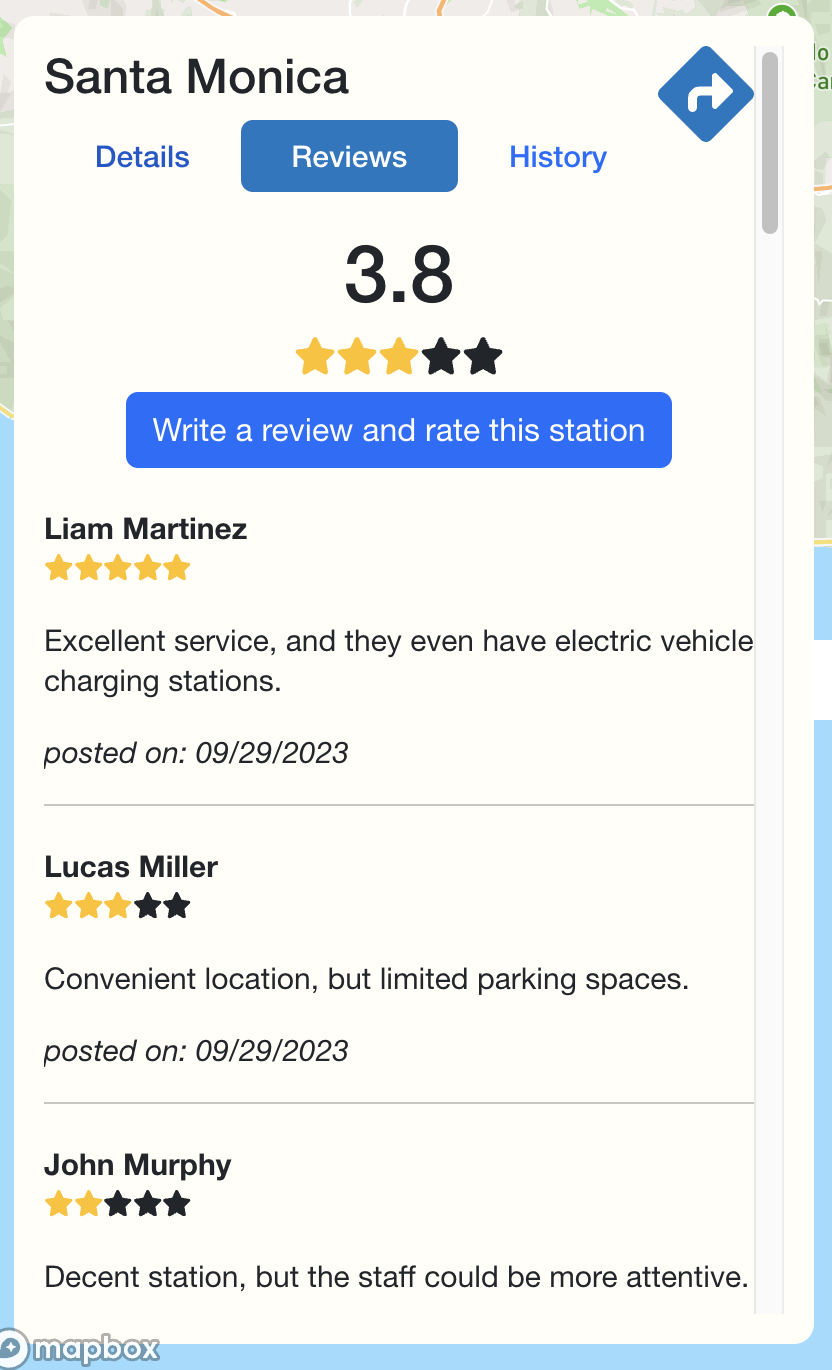 Santa Monica
Details Reviews History
3.8
Write a review and rate this station
Liam Martinez
Excellent service, and they even have electric vehicle
charging stations.
posted on: 09/29/2023
Lucas Miller
Convenient location, but limited parking spaces.
posted on: 09/29/2023
John Murphy
Decent station, but the staff could be more attentive.
mapbox